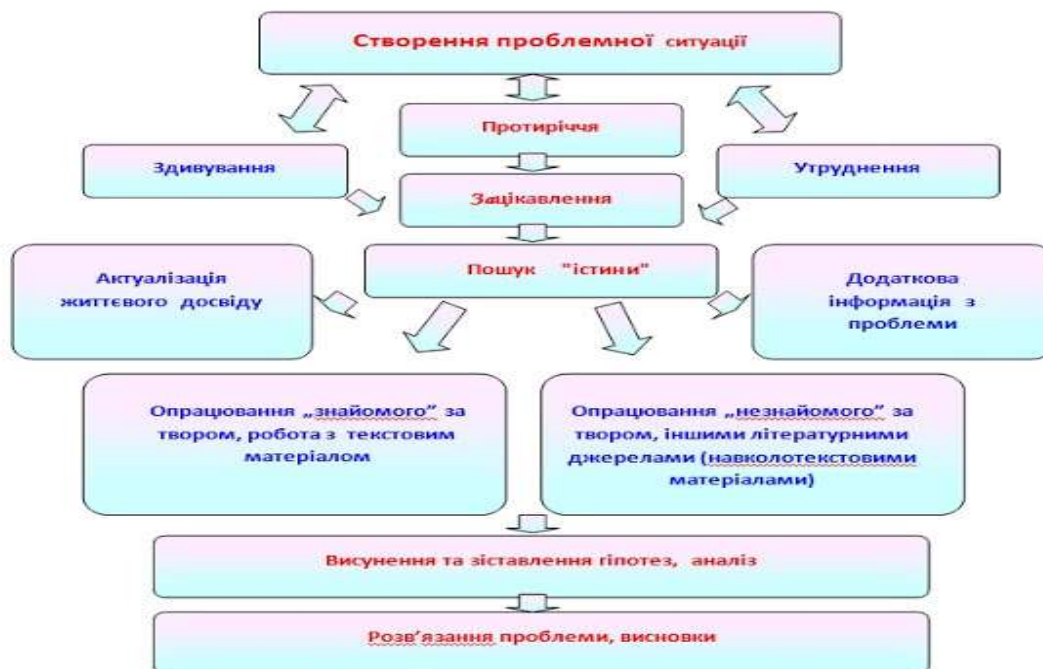 Створення проблемної ситуації
Протиріччя
Здивування
Утруднення
Зацікавлення
Пошук "істини"
Актуалізація
життєвого досвіду
Додаткова
інформація з
проблеми
Опрацювання „знайомого” за
твором, робота з текстовим
матеріалом
Опрацювання „незнайомого” за
твором, іншими літературними
джерелами (навколотекстовими
матеріалами)
Висунення та зіставлення гіпотез, аналіз
Розв’язання проблеми, висновки